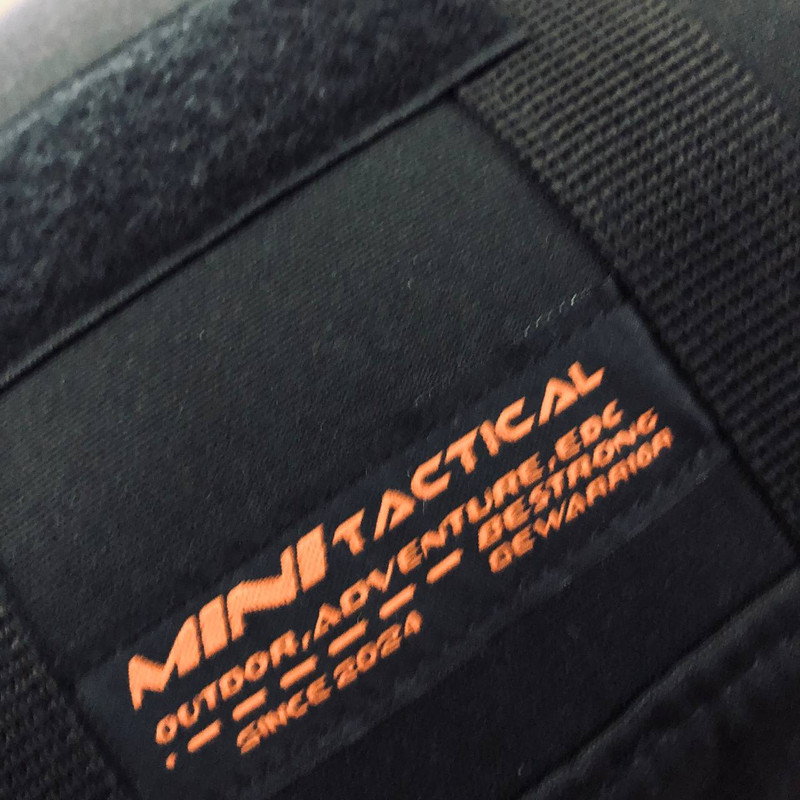 MINI TACTICAL
OUTDOOR,ADVENTURE,EDC
BESTRONG
SINCE 2024 BEWARRIOR